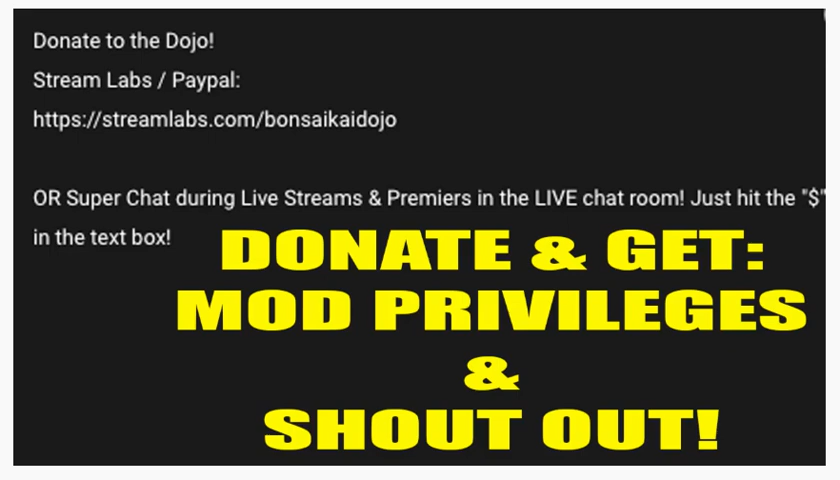 Donate to the Dojo!
Stream Labs / Paypal:
https://streamlabs.com/bonsaikaidojo
OR Super Chat during Live Streams & Premiers in the LIVE chat room! Just hit the "$"
in the text box!
DONATE & GET:
MOD PRIVILEGES
&
SHOUT OUT!